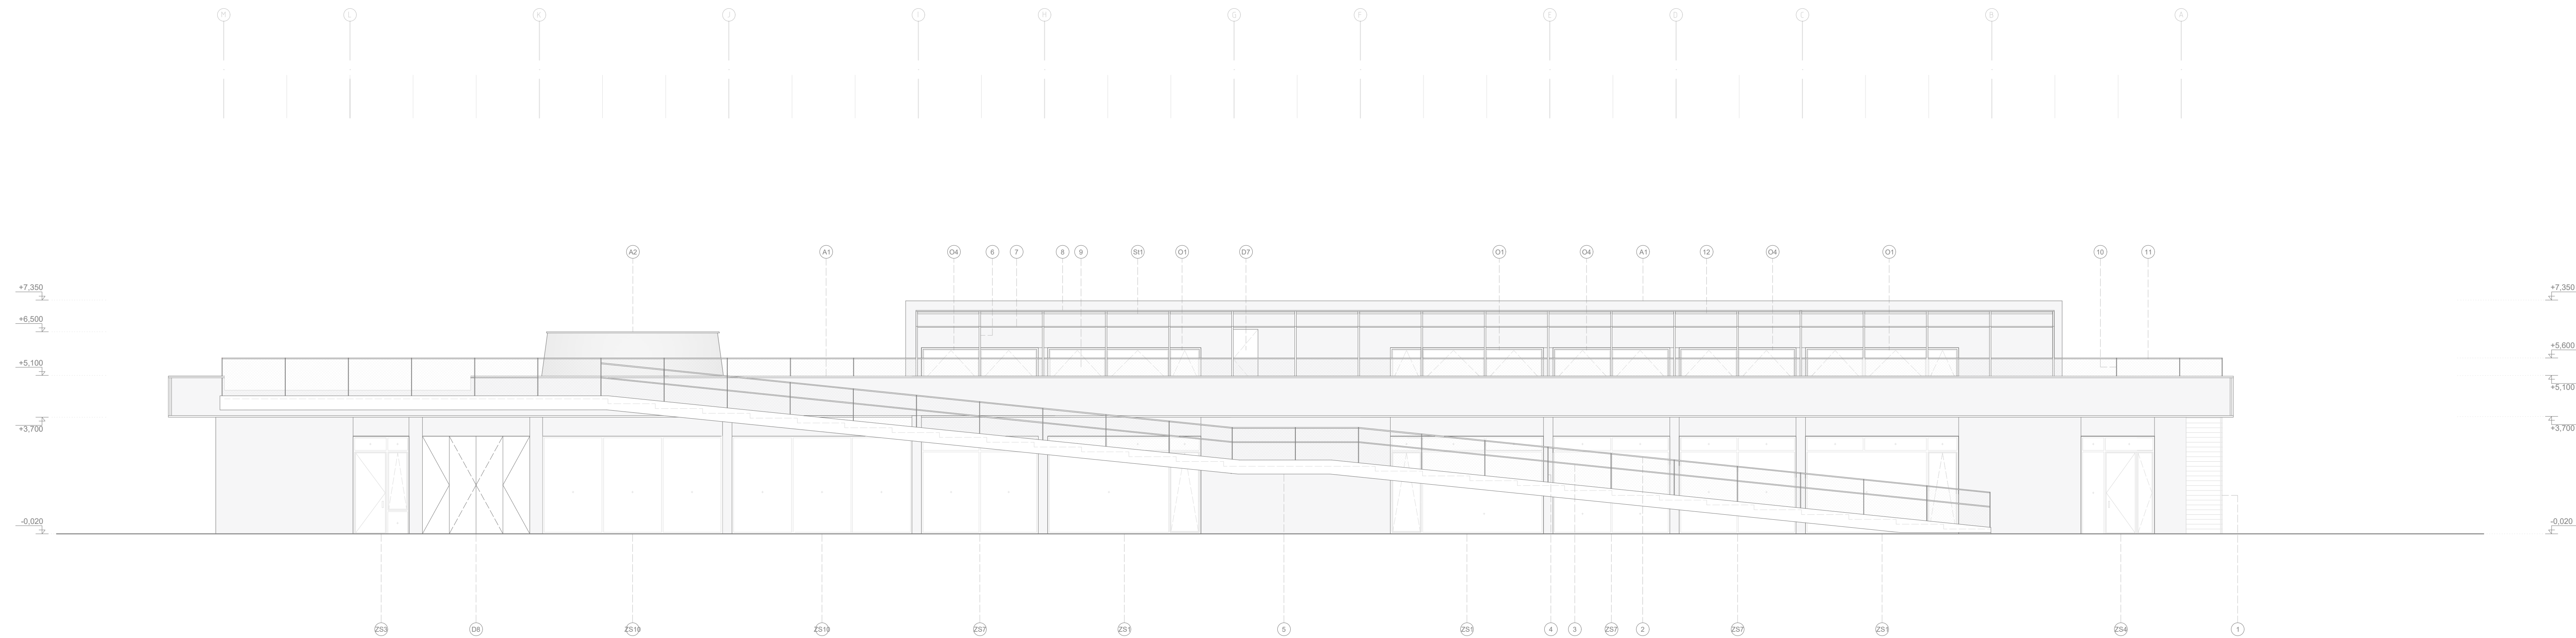 M L K J I H G F E D C B A
A2 A1 O4 6 7 8 9 St1 O1 D7 O1 O4 A1 12 O4 O1 10 11
+7,350 +7,350
+6,500
+5,600
+5,100 +5,100
+3,700 +3,700
-0,020 -0,020
ZS3 D8 ZS10 ZS10 ZS7 ZS1 5 ZS1 4 3 ZS7 2 ZS7 ZS1 ZS4 1